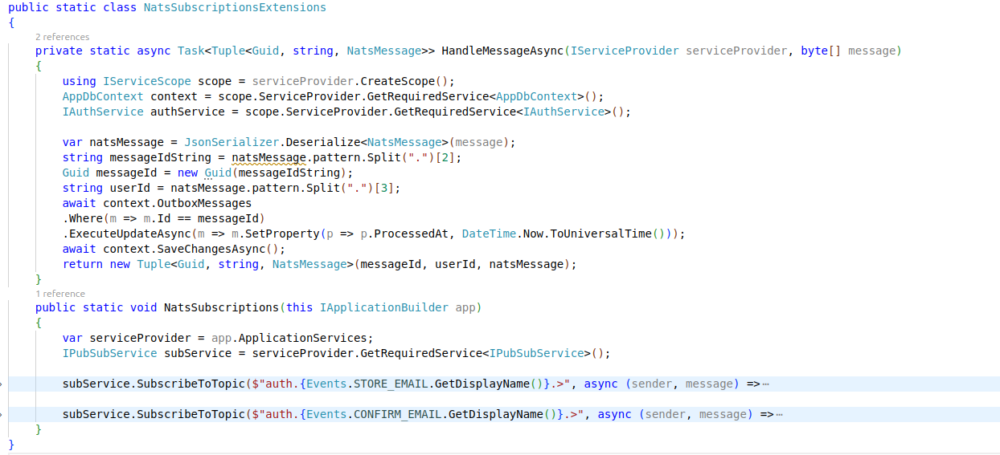 public static class NatsSubscriptionsExtensions
{
2 references
private static async Task<Tuple<Guid, string, NatsMessage>> HandleMessageAsync(IServiceProvider serviceProvider, byte[] message)
{
using IServiceScope scope = serviceProvider.CreateScope();
AppDbContext context = scope.ServiceProvider.GetRequiredService<AppDbContext>();
IAuthService authService = scope.ServiceProvider.GetRequiredService<IAuthService>();
var natsMessage = JsonSerializer.Deserialize<NatsMessage>(message);
string messageIdString = natsMessage.pattern.Split(".")[2];
Guid messageId = new Guid(messageIdString);
string userId = natsMessage.pattern.Split(".")[3];
await context.OutboxMessages
.Where(m => m.Id == messageId)
.ExecuteUpdateAsync(m => m.SetProperty(p => p.ProcessedAt, DateTime.Now.ToUniversalTime()));
await context.SaveChangesAsync();
return new Tuple<Guid, string, NatsMessage>(messageId, userId, natsMessage);
}
1 reference
public static void NatsSubscriptions(this IApplicationBuilder app)
{
var serviceProvider = app.ApplicationServices;
IPubSubService subService = serviceProvider.GetRequiredService<IPubSubService>();
subService.SubscribeToTopic($"auth.{Events.STORE_EMAIL.GetDisplayName()}.>", async (sender, message) =>⋯
subService.SubscribeToTopic($"auth.{Events.CONFIRM_EMAIL.GetDisplayName()}.>", async (sender, message) =>⋯
}
}